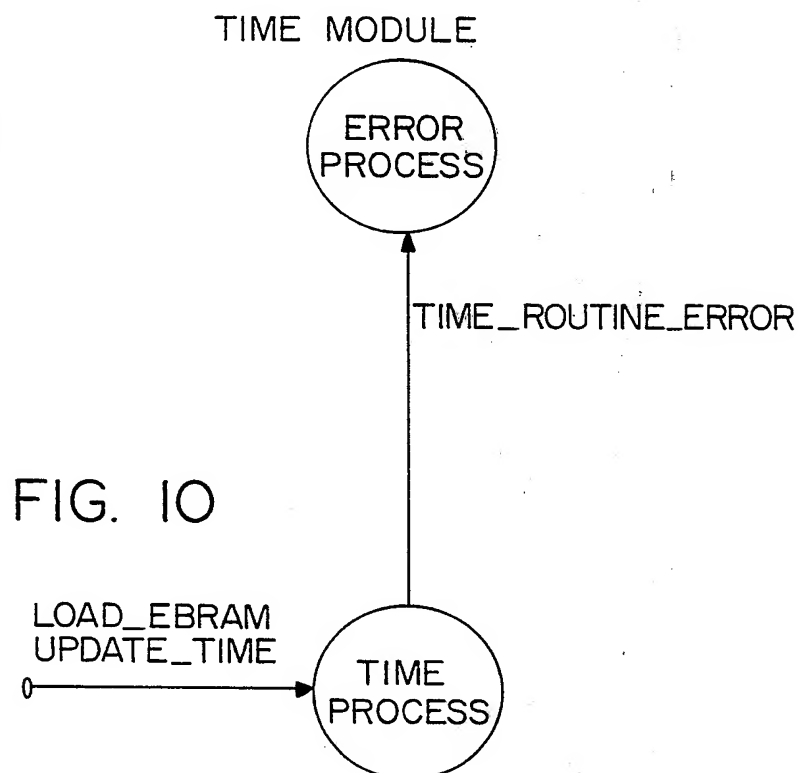 TIME MODULE
ERROR
PROCESS
TIME_ROUTINE_ERROR
FIG. 10
LOAD_EBRAM
UPDATE_TIME
TIME
PROCESS